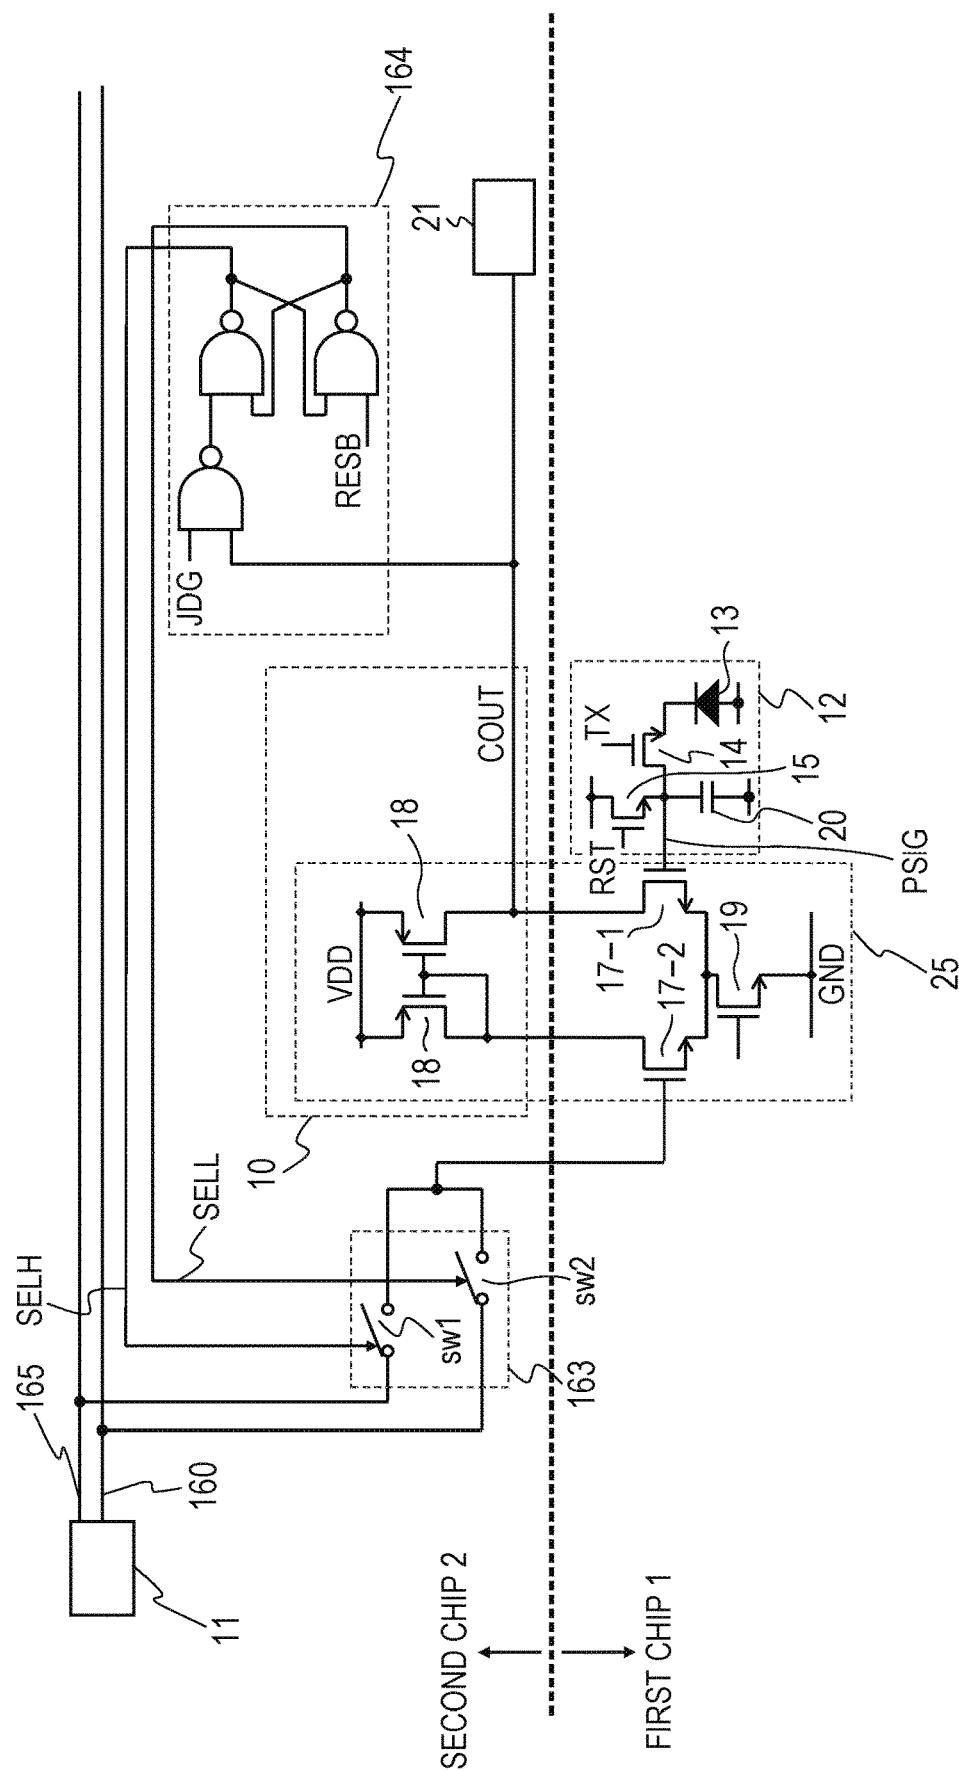 165
SELH
SELL
164
21
JDG
RESB
11
160
sw1
sw2
163
10
VDD
18
18
COUT
SECOND CHIP 2
FIRST CHIP 1
17-1
17-2
19
GND
25
RST
TX
13
14
15
12
20
PSIG